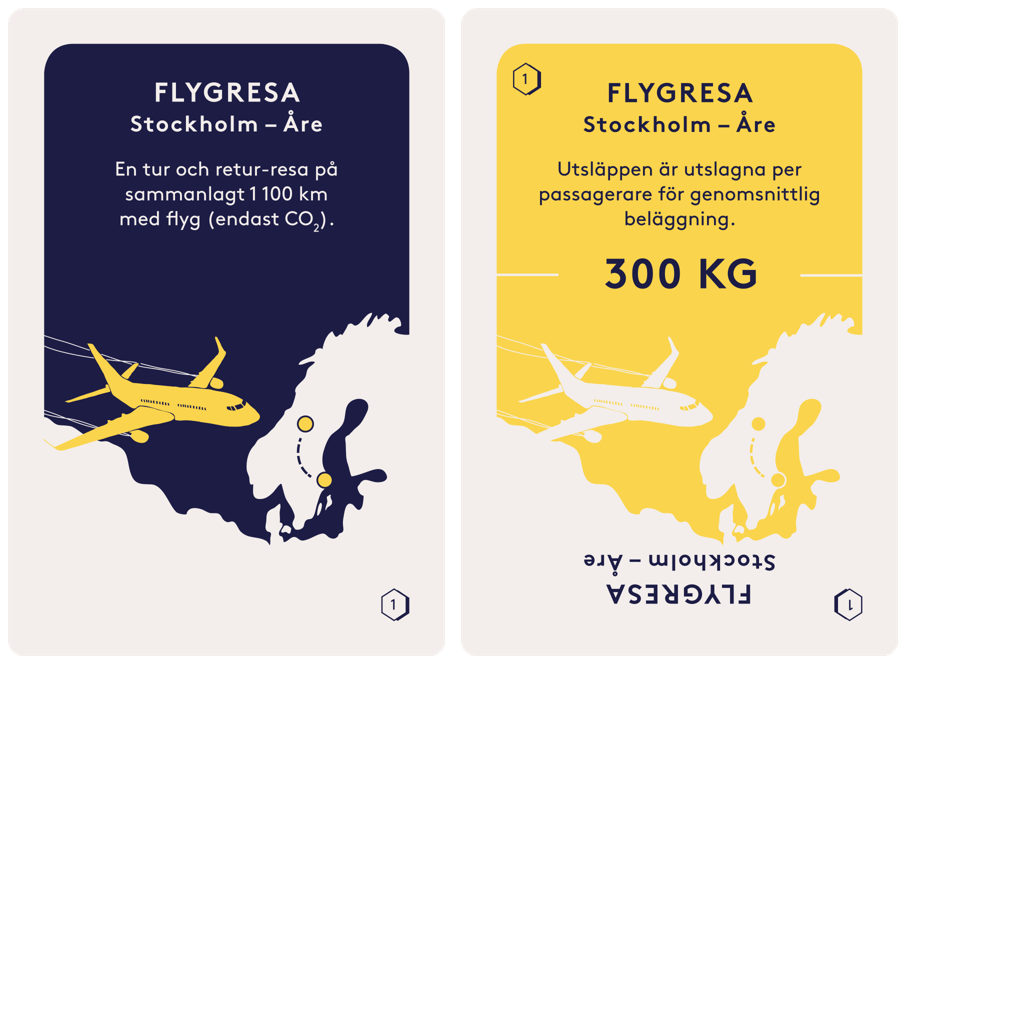 FLYGRESA
Stockholm – Åre
En tur och retur-resa på
sammanlagt 1 100 km
med flyg (endast CO₂).
1
1
FLYGRESA
Stockholm – Åre
Utsläppen är utslagna per
passagerare för genomsnittlig
beläggning.
300 KG
Stockholm – Åre
FLYGRESA
1